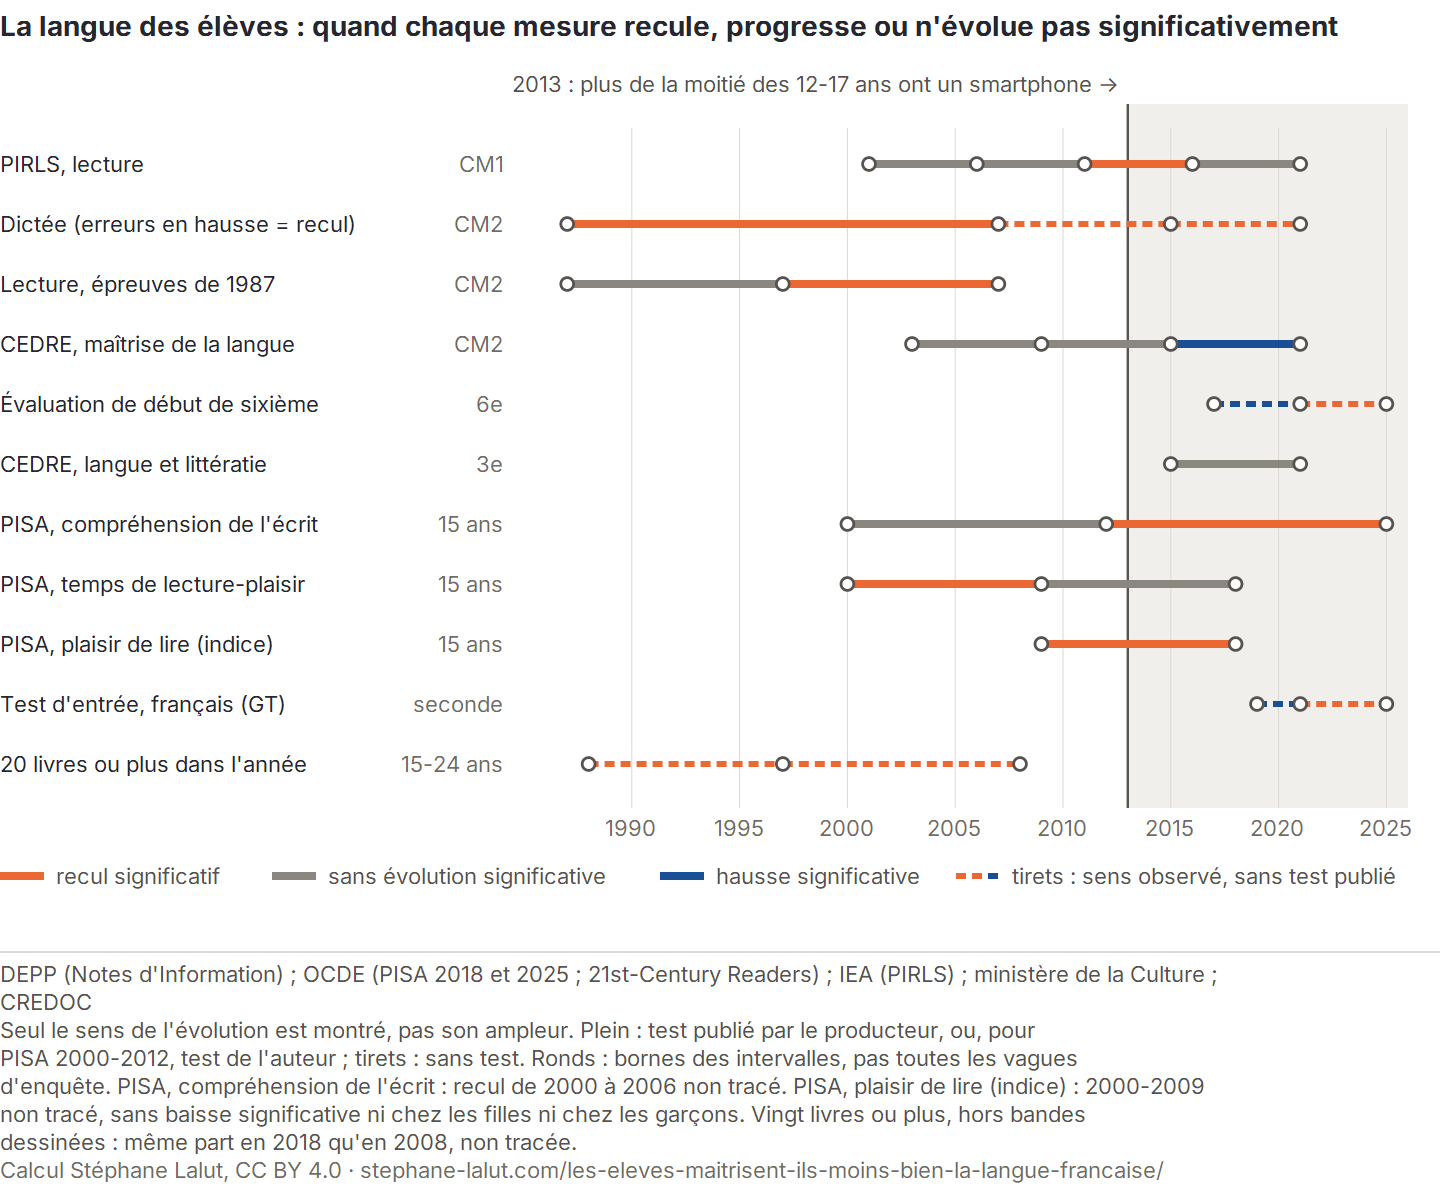 La langue des élèves : quand chaque mesure recule, progresse ou n'évolue pas significativement
2013 : plus de la moitié des 12-17 ans ont un smartphone →
PIRLS, lecture CM1
Dictée (erreurs en hausse = recul) CM2
Lecture, épreuves de 1987 CM2
CEDRE, maîtrise de la langue CM2
Évaluation de début de sixième 6e
CEDRE, langue et littératie 3e
PISA, compréhension de l'écrit 15 ans
PISA, temps de lecture-plaisir 15 ans
PISA, plaisir de lire (indice) 15 ans
Test d'entrée, français (GT) seconde
20 livres ou plus dans l'année 15-24 ans
1990 1995 2000 2005 2010 2015 2020 2025
recul significatif sans évolution significative hausse significative tirets : sens observé, sans test publié
DEPP (Notes d'Information) ; OCDE (PISA 2018 et 2025 ; 21st-Century Readers) ; IEA (PIRLS) ; ministère de la Culture ;
CREDOC
Seul le sens de l'évolution est montré, pas son ampleur. Plein : test publié par le producteur, ou, pour
PISA 2000-2012, test de l'auteur ; tirets : sans test. Ronds : bornes des intervalles, pas toutes les vagues
d'enquête. PISA, compréhension de l'écrit : recul de 2000 à 2006 non tracé. PISA, plaisir de lire (indice) : 2000-2009
non tracé, sans baisse significative ni chez les filles ni chez les garçons. Vingt livres ou plus, hors bandes
dessinées : même part en 2018 qu'en 2008, non tracée.
Calcul Stéphane Lalut, CC BY 4.0 · stephane-lalut.com/les-eleves-maitrisent-ils-moins-bien-la-langue-francaise/